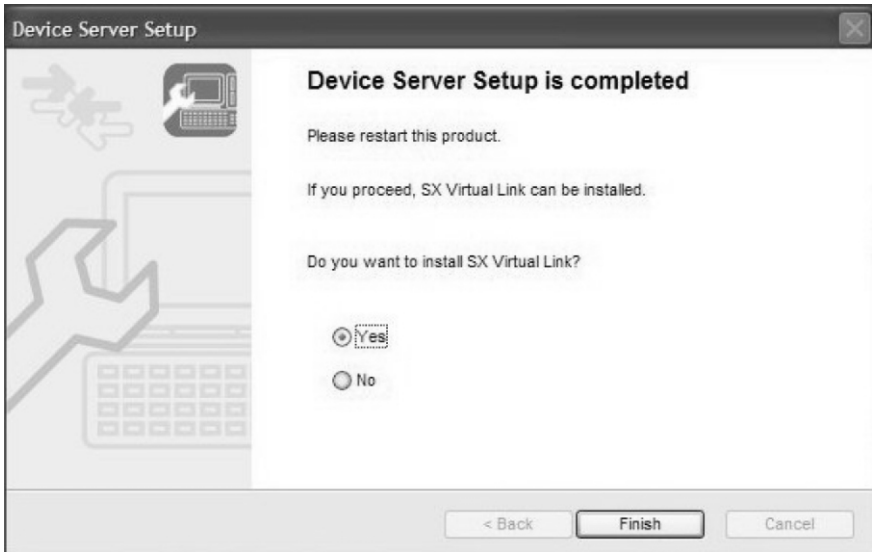 Device Server Setup
Device Server Setup is completed
Please restart this product.
If you proceed, SX Virtual Link can be installed.
Do you want to install SX Virtual Link?
Yes
No
< Back Finish Cancel